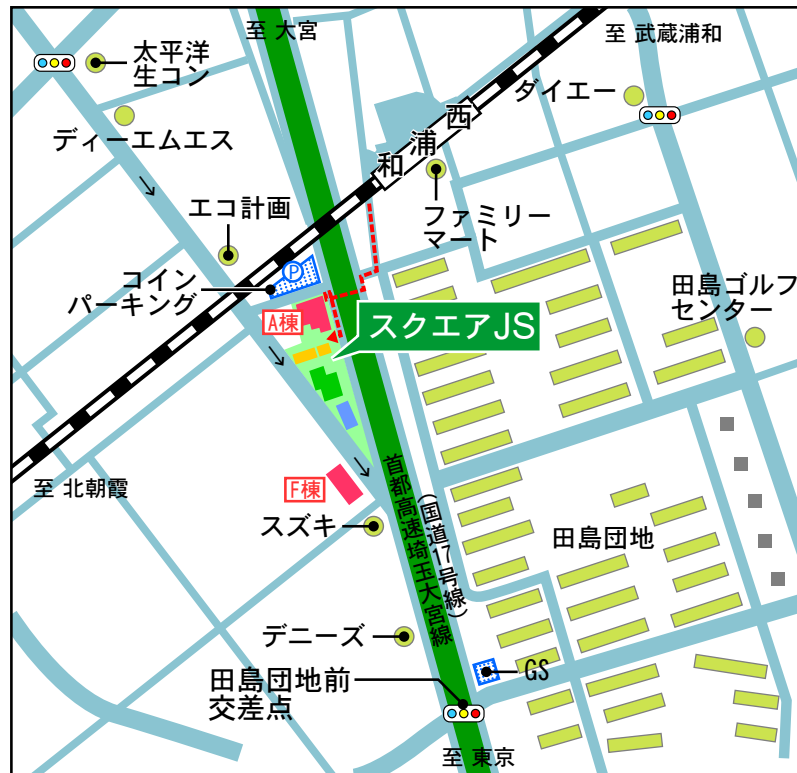 至 大宮
至 武蔵浦和
太平洋
生コン
ダイエー
ディーエムエス
西浦和
エコ計画
ファミリー
マート
コイン
パーキング
P
田島ゴルフ
センター
A棟
スクエアJS
至 北朝霞
F棟
首都高速埼玉大宮線
(国道17号線)
スズキ
田島団地
デニーズ
GS
田島団地前
交差点
至 東京